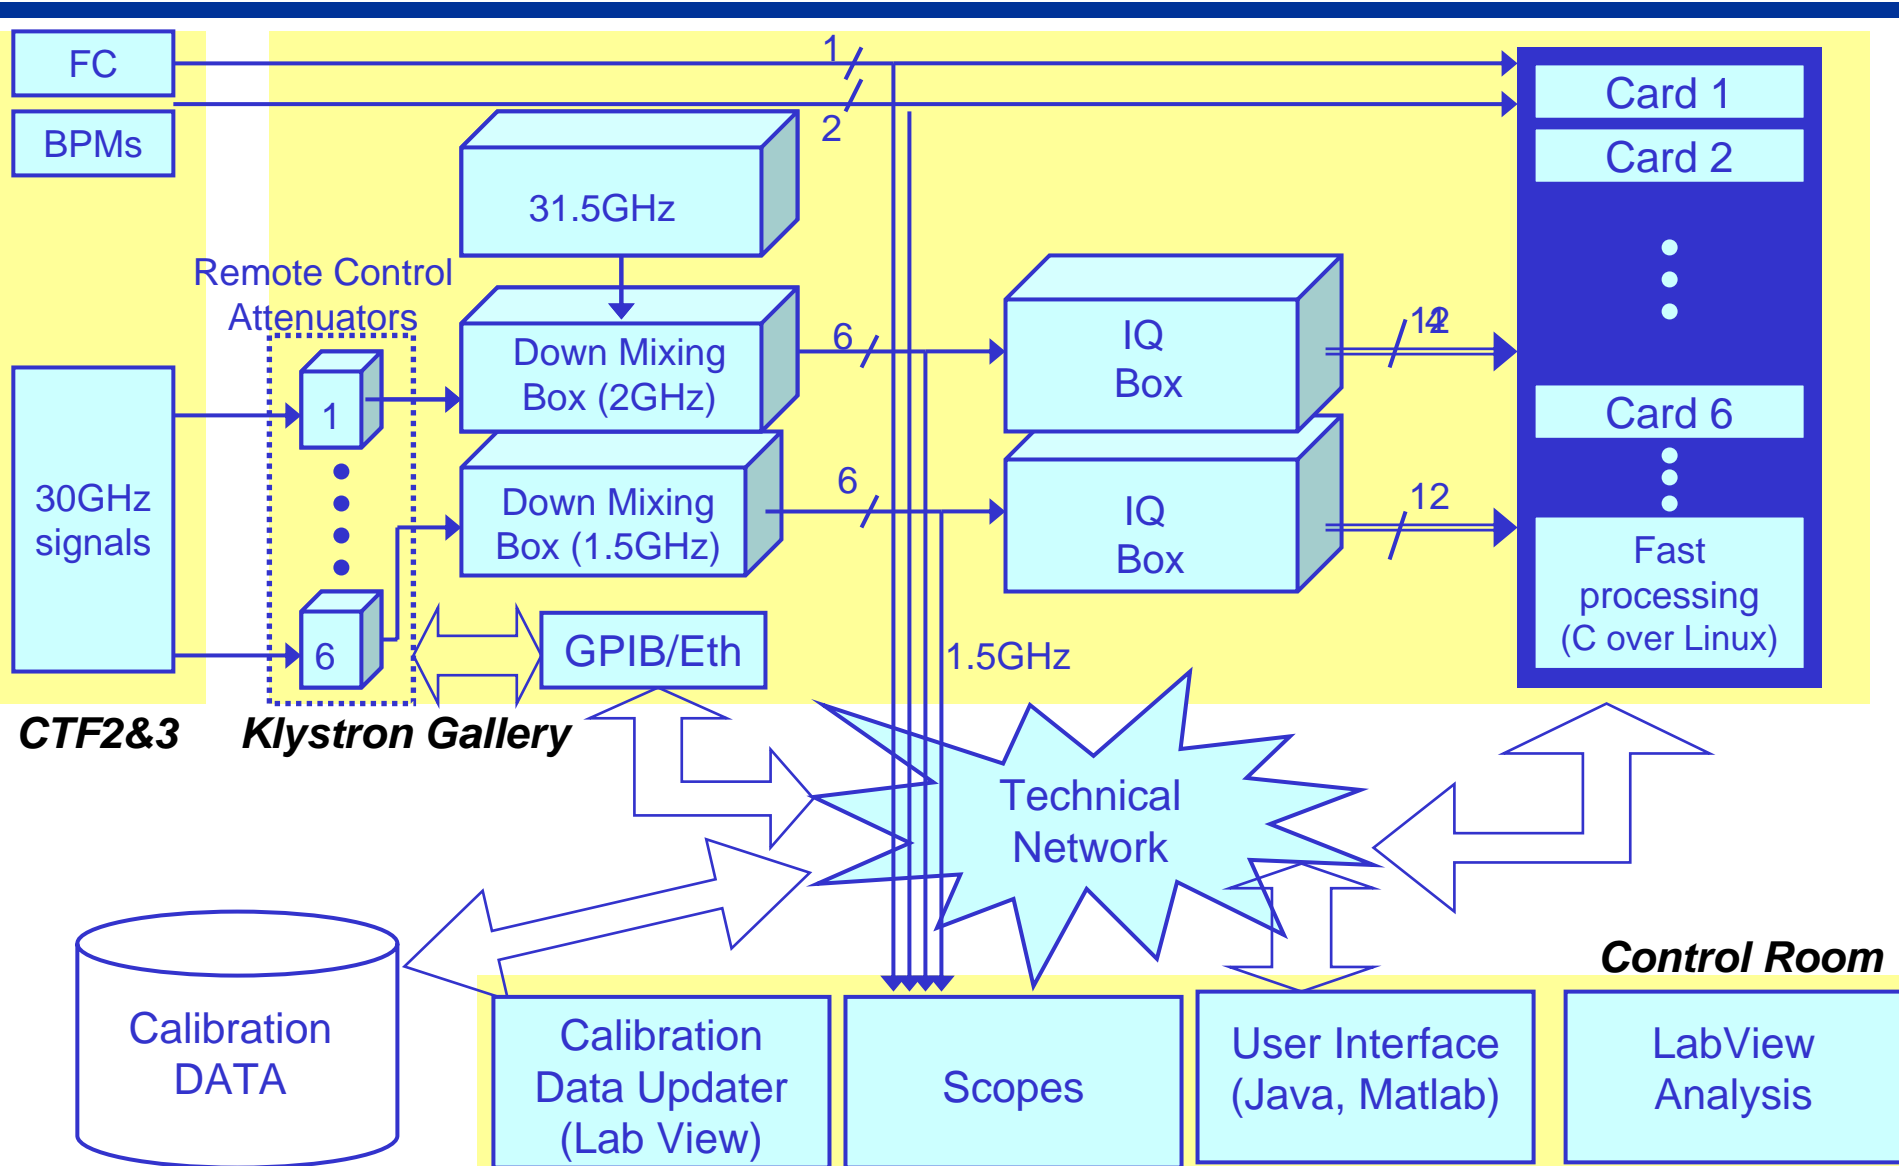 FC
1
Card 1
BPMs
2
Card 2
31.5GHz
Remote Control
Attenuators
Down Mixing
Box (2GHz)
6
IQ
Box
1
Card 6
30GHz
signals
Down Mixing
Box (1.5GHz)
6
IQ
Box
12
Fast
processing
(C over Linux)
6
GPIB/Eth
1.5GHz
CTF2&3
Klystron Gallery
Technical
Network
Control Room
Calibration
DATA
Calibration
Data Updater
(Lab View)
Scopes
User Interface
(Java, Matlab)
LabView
Analysis